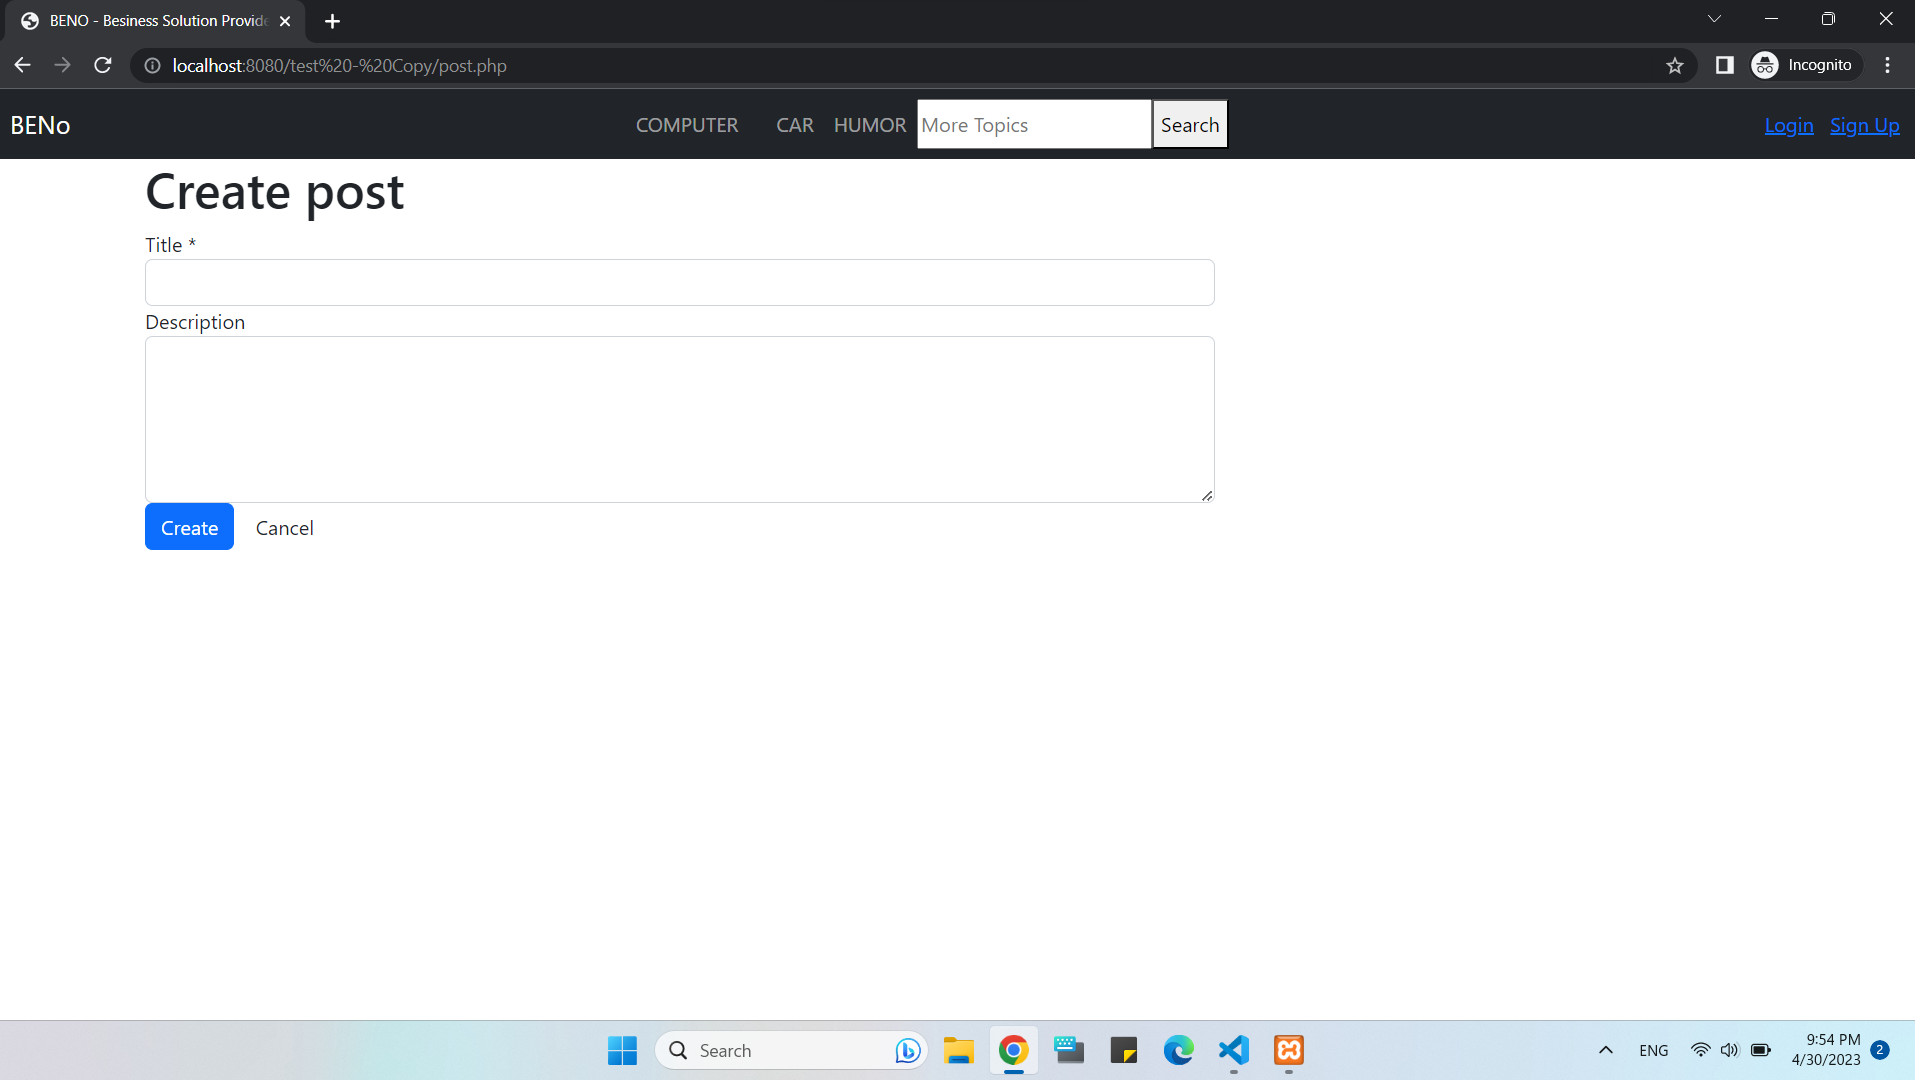 BENO - Besiness Solution Provide
localhost:8080/test%20-%20Copy/post.php
Incognito
BENo
COMPUTER CAR HUMOR More Topics Search
Login Sign Up
Create post
Title *
Description
Create Cancel
Search
ENG
9:54 PM
4/30/2023
2